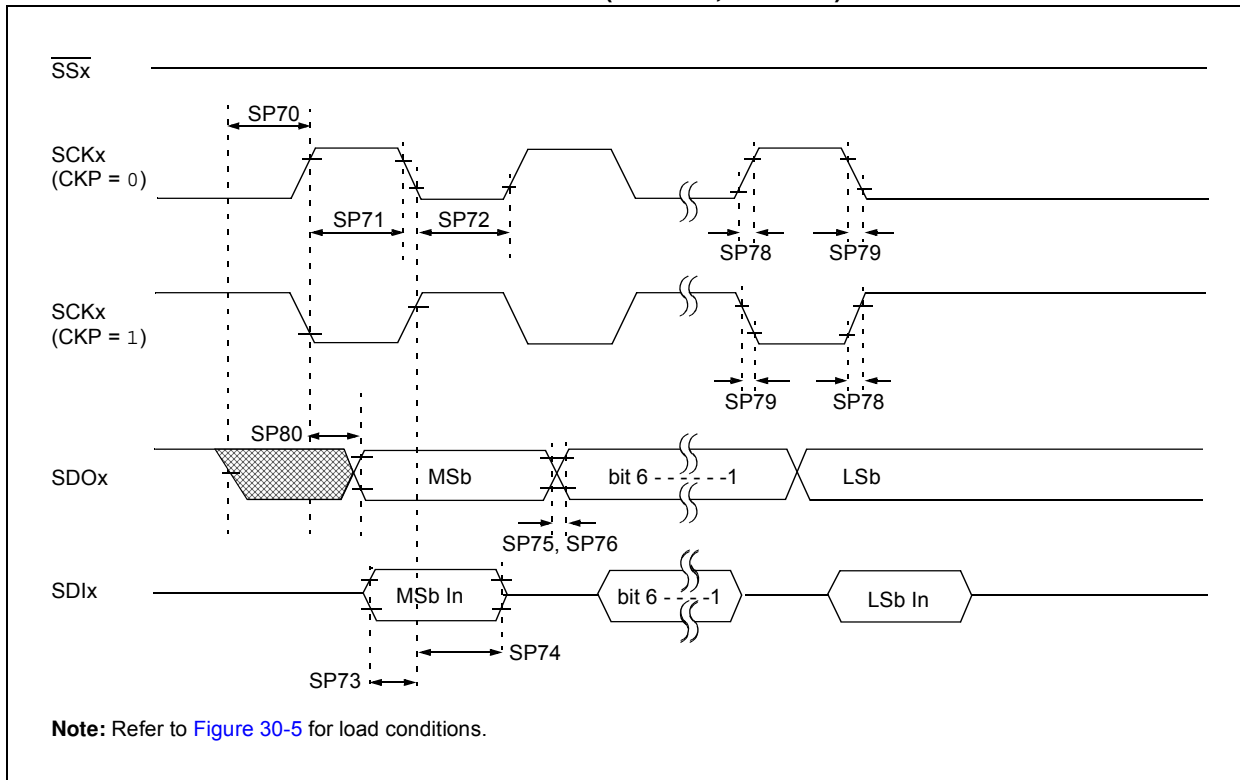 SSx
SP70
SCKx
(CKP = 0)
SP71 SP72
SP78 SP79
SCKx
(CKP = 1)
SP79 SP78
SP80
SDOx
MSb bit 6 - - - - - -1 LSb
SP75, SP76
SDIx
MSb In bit 6 - - - - -1 LSb In
SP74
SP73
Note: Refer to Figure 30-5 for load conditions.